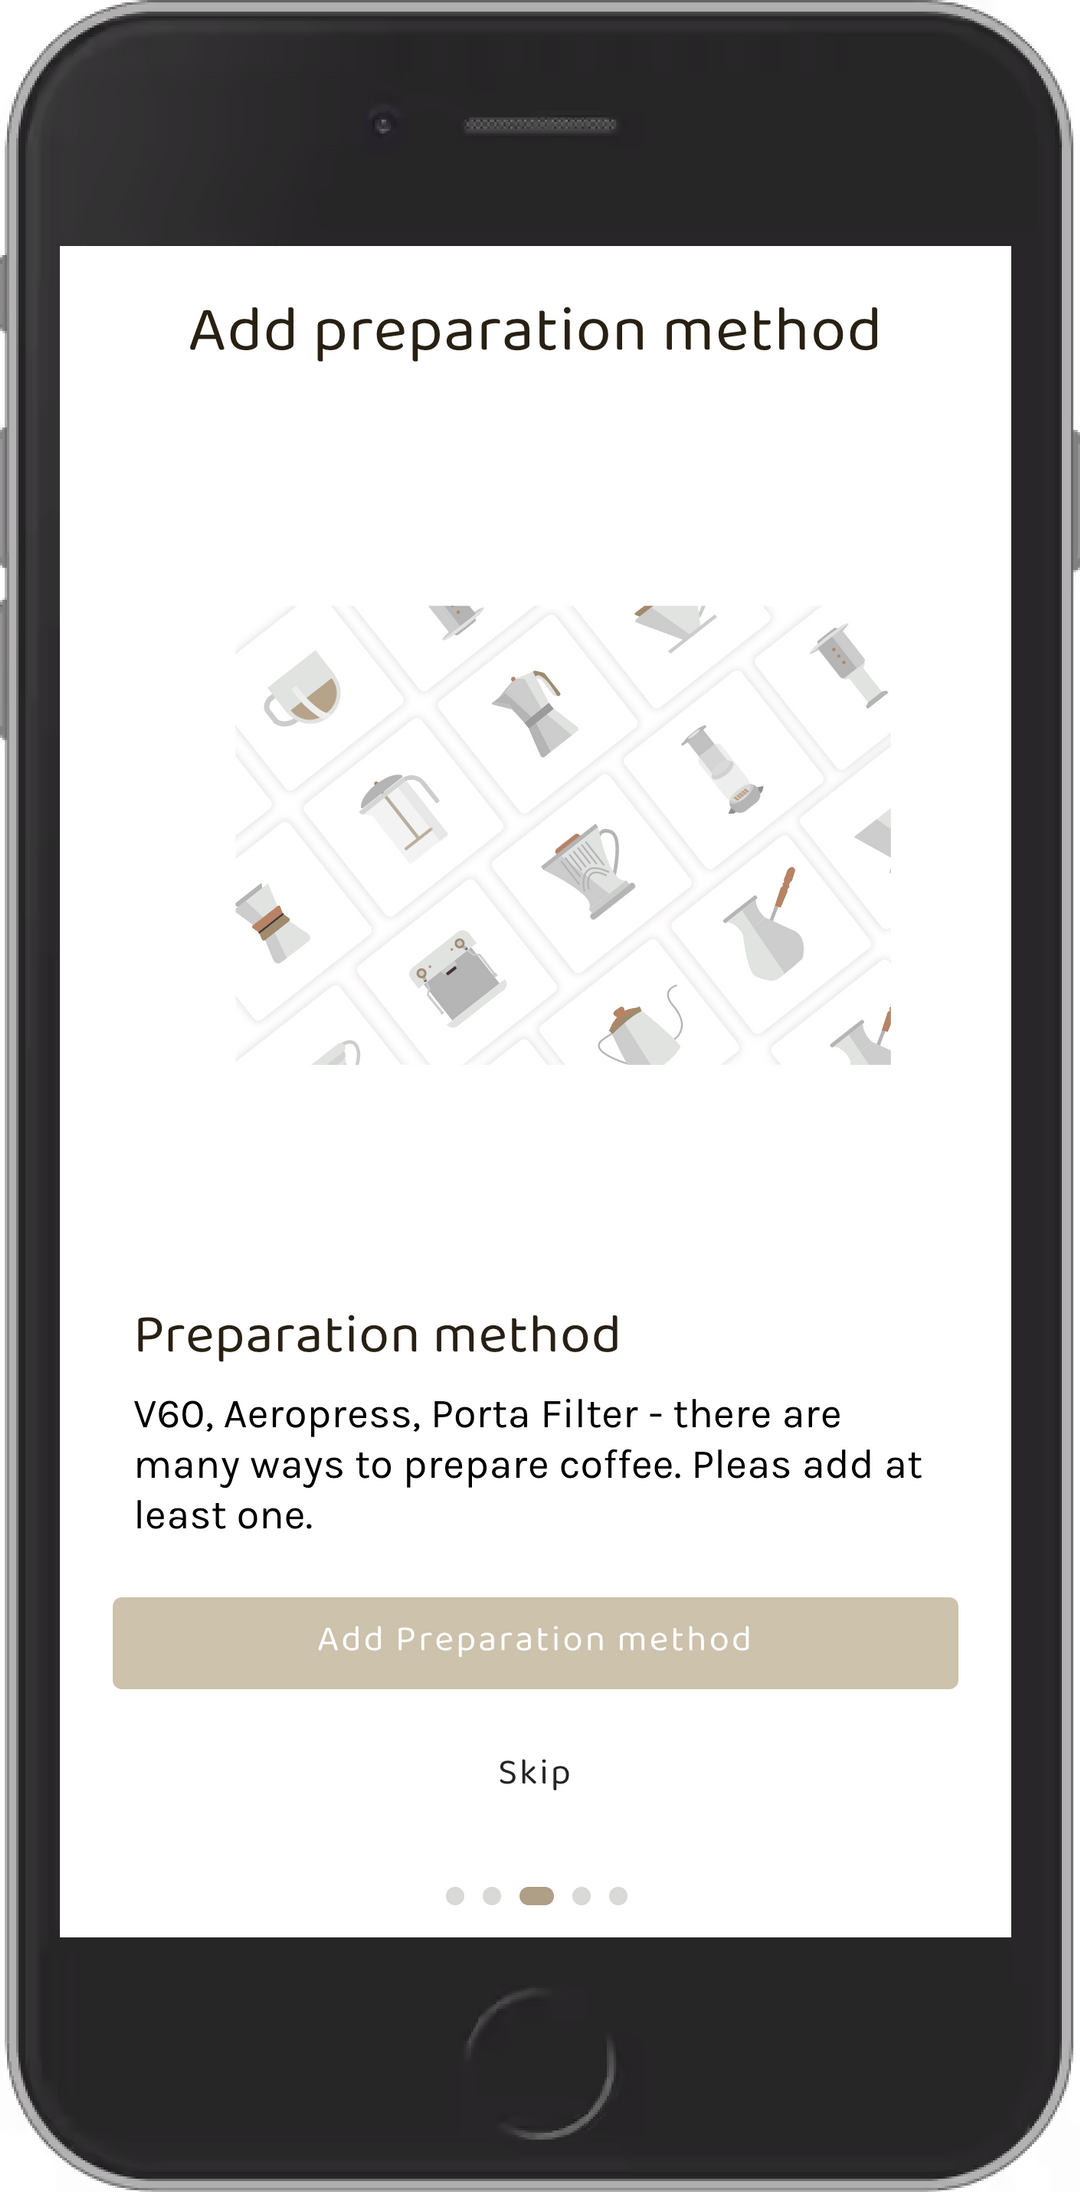 Add preparation method
Preparation method
V60, Aeropress, Porta Filter - there are
many ways to prepare coffee. Pleas add at
least one.
Add Preparation method
Skip